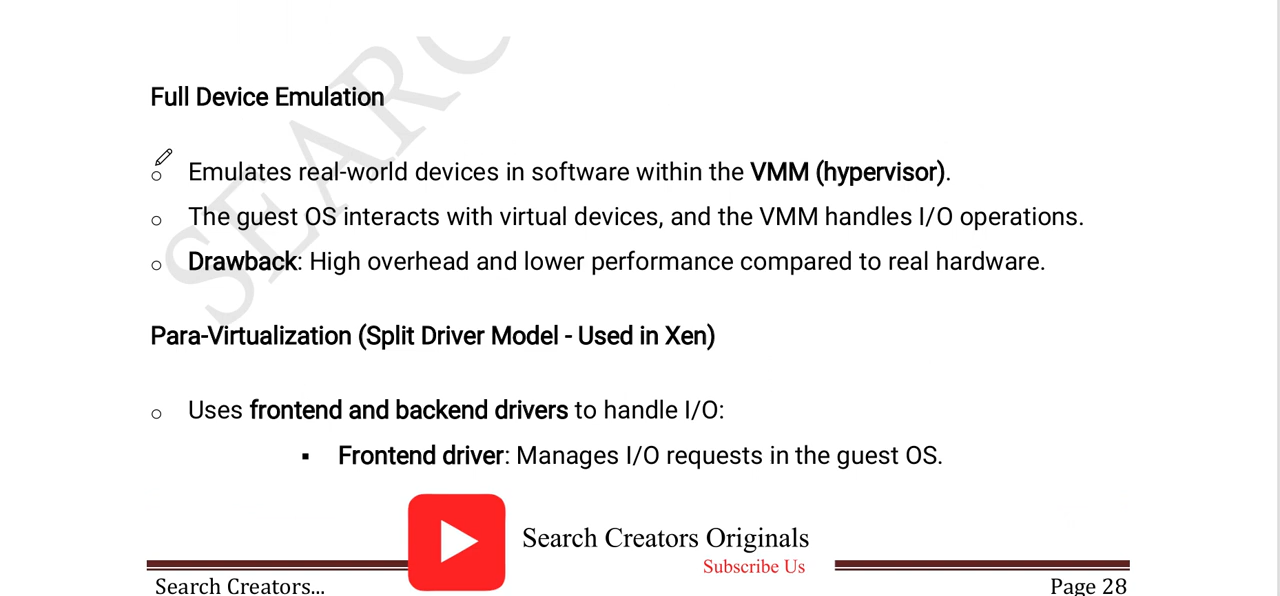 SEARC
Full Device Emulation
○ Emulates real-world devices in software within the VMM (hypervisor).
○ The guest OS interacts with virtual devices, and the VMM handles I/O operations.
○ Drawback: High overhead and lower performance compared to real hardware.
Para-Virtualization (Split Driver Model - Used in Xen)
○ Uses frontend and backend drivers to handle I/O:
▪ Frontend driver: Manages I/O requests in the guest OS.
Search Creators Originals
Subscribe Us
Search Creators... Page 28